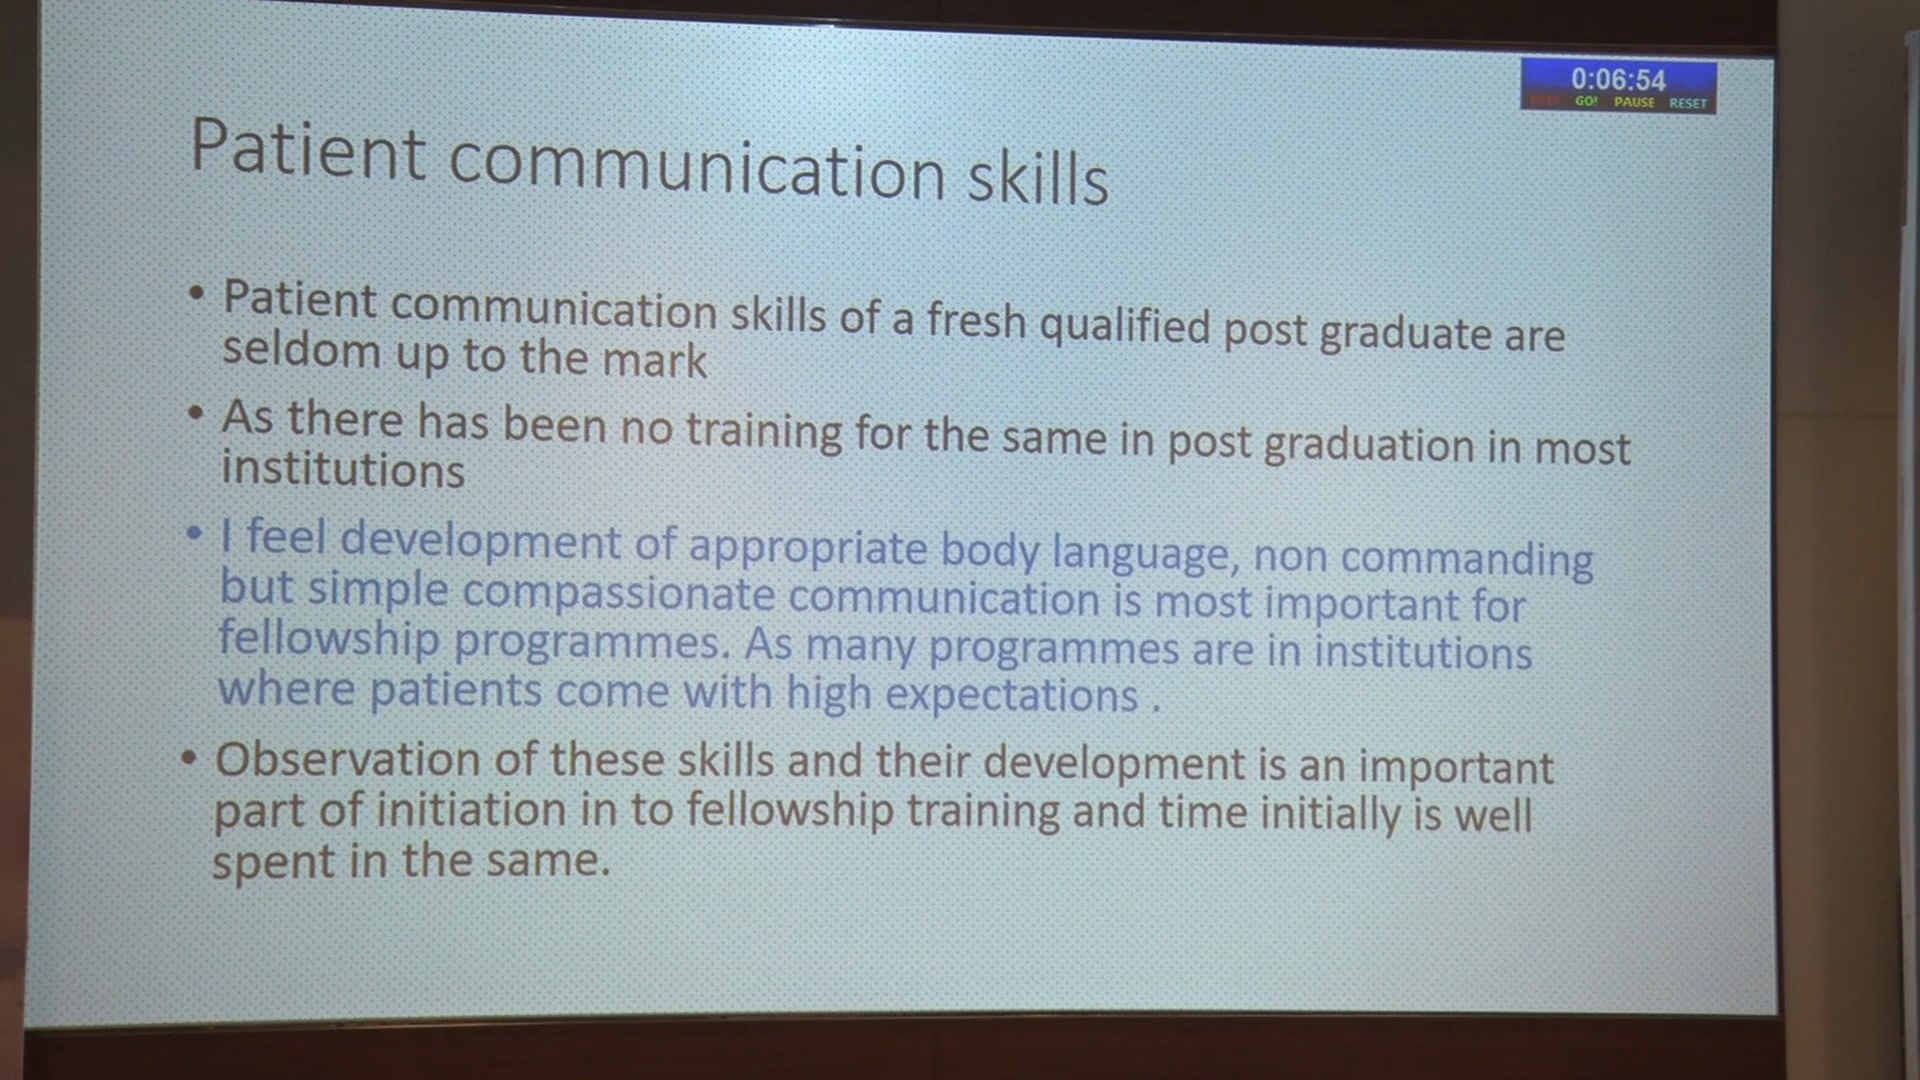 0:06:54
GO! PAUSE RESET
Patient communication skills
• Patient communication skills of a fresh qualified post graduate are
seldom up to the mark
• As there has been no training for the same in post graduation in most
institutions
• I feel development of appropriate body language, non commanding
but simple compassionate communication is most important for
fellowship programmes. As many programmes are in institutions
where patients come with high expectations .
• Observation of these skills and their development is an important
part of initiation in to fellowship training and time initially is well
spent in the same.